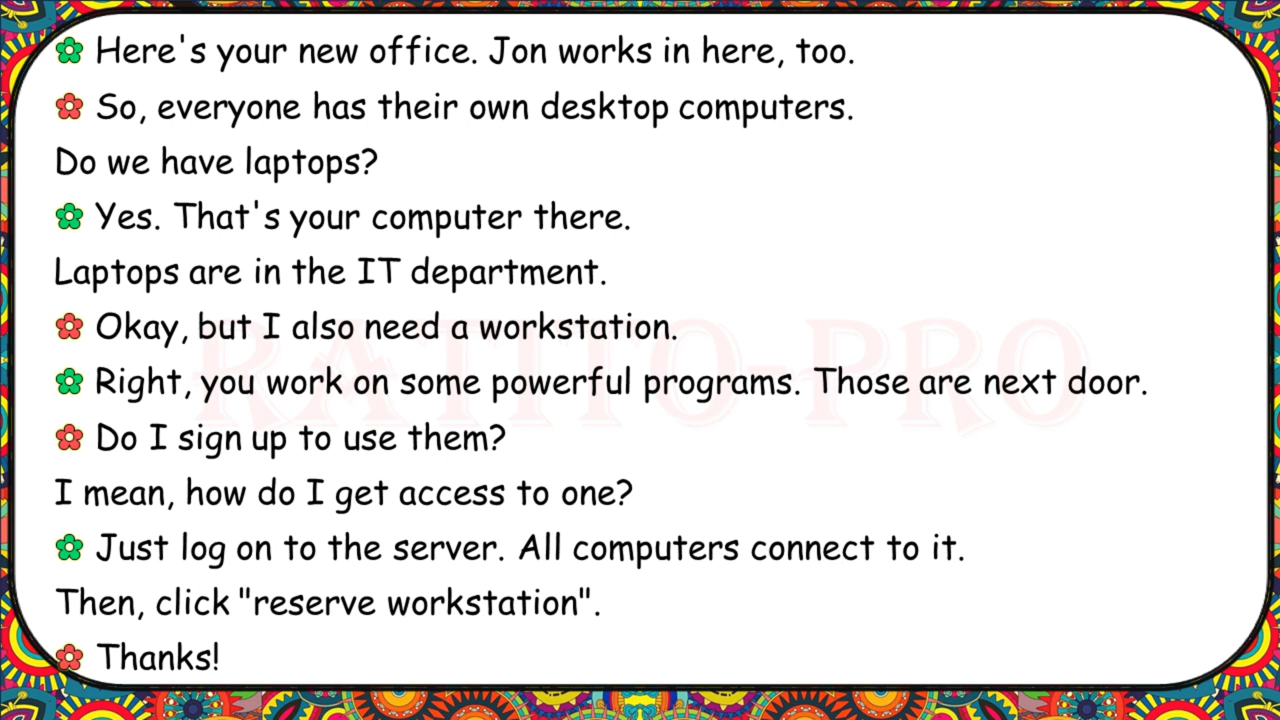 Here's your new office. Jon works in here, too.
So, everyone has their own desktop computers.
Do we have laptops?
Yes. That's your computer there.
Laptops are in the IT department.
Okay, but I also need a workstation.
Right, you work on some powerful programs. Those are next door.
Do I sign up to use them?
I mean, how do I get access to one?
Just log on to the server. All computers connect to it.
Then, click "reserve workstation".
Thanks!